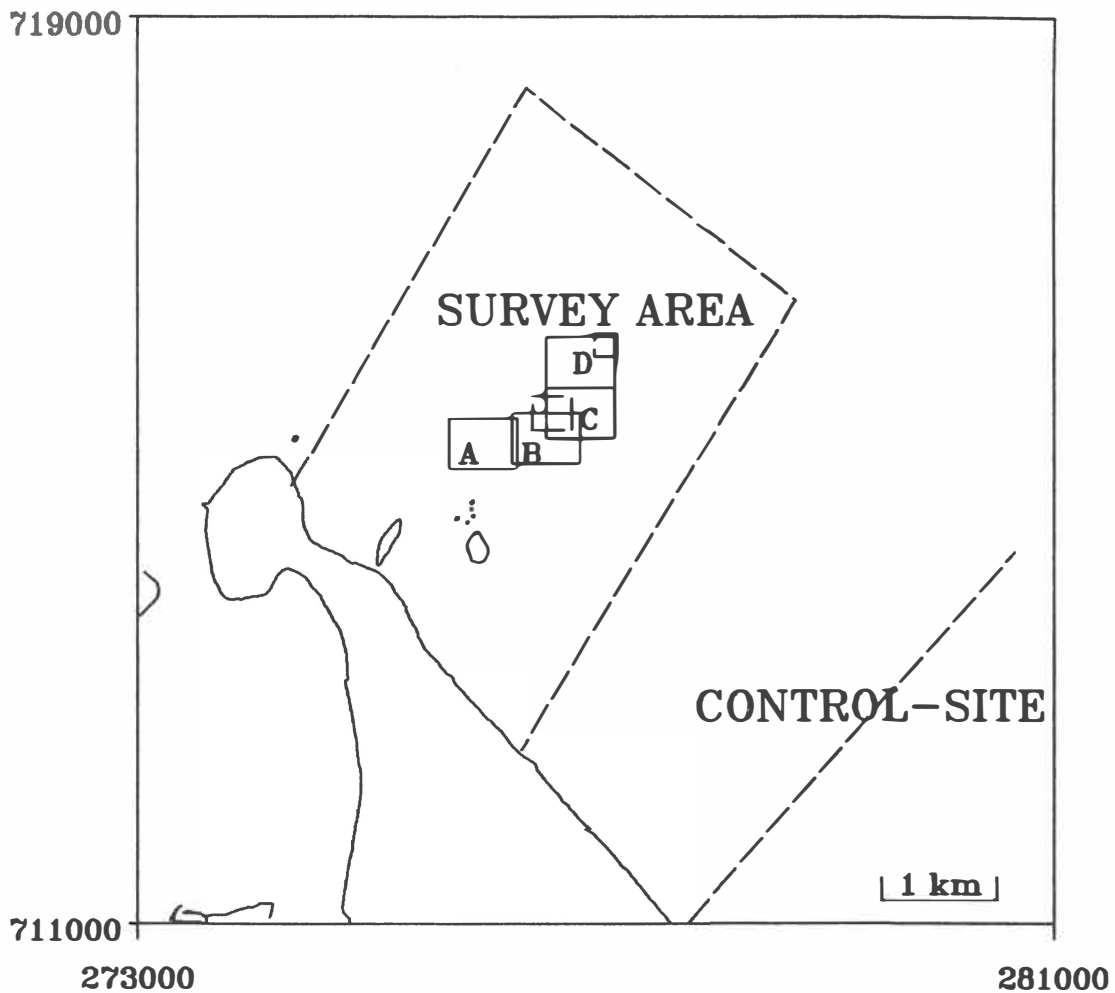 719000
SURVEY AREA
D
C
A
B
CONTROL-SITE
1 km
711000
273000
281000